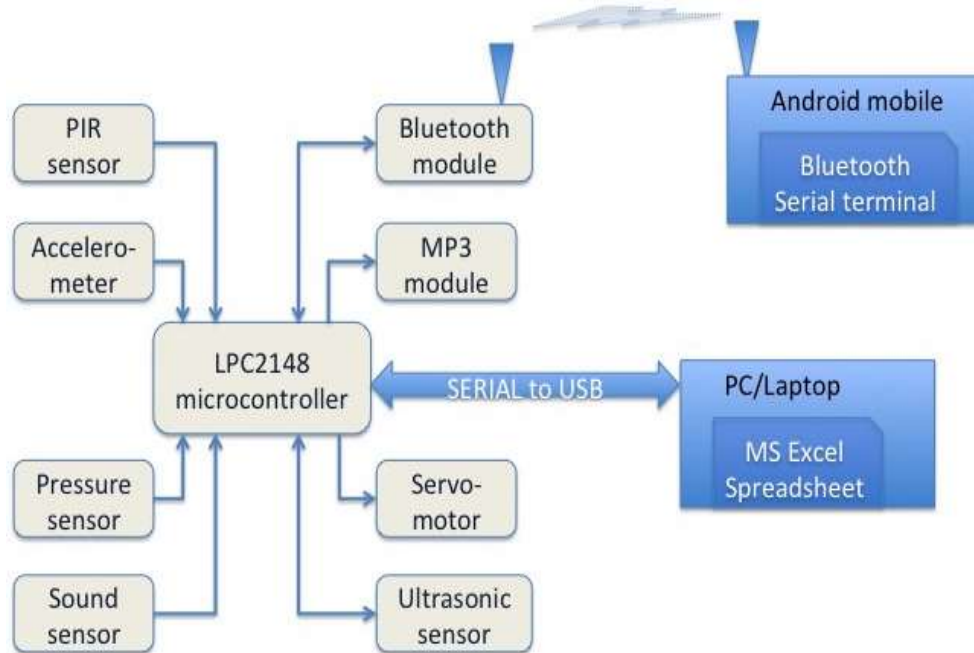 PIR
sensor
Bluetooth
module
Android mobile
Bluetooth
Serial terminal
Accelero-
meter
MP3
module
LPC2148
microcontroller
SERIAL to USB
PC/Laptop
MS Excel
Spreadsheet
Pressure
sensor
Servo-
motor
Sound
sensor
Ultrasonic
sensor